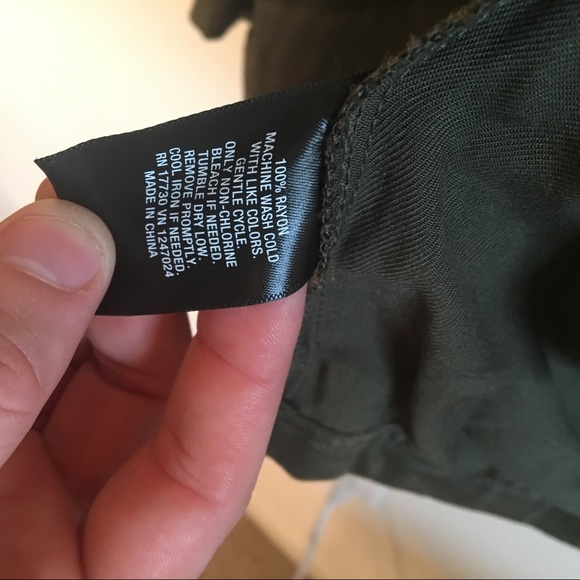 100% RAYON
MACHINE WASH COLD
WITH LIKE COLORS.
GENTLE CYCLE.
ONLY NON CHLORINE
BLEACH IF NEEDED.
TUMBLE DRY LOW.
REMOVE PROMPTLY.
COOL IRON IF NEEDED.
RN 17730 VN 1247024
MADE IN CHINA